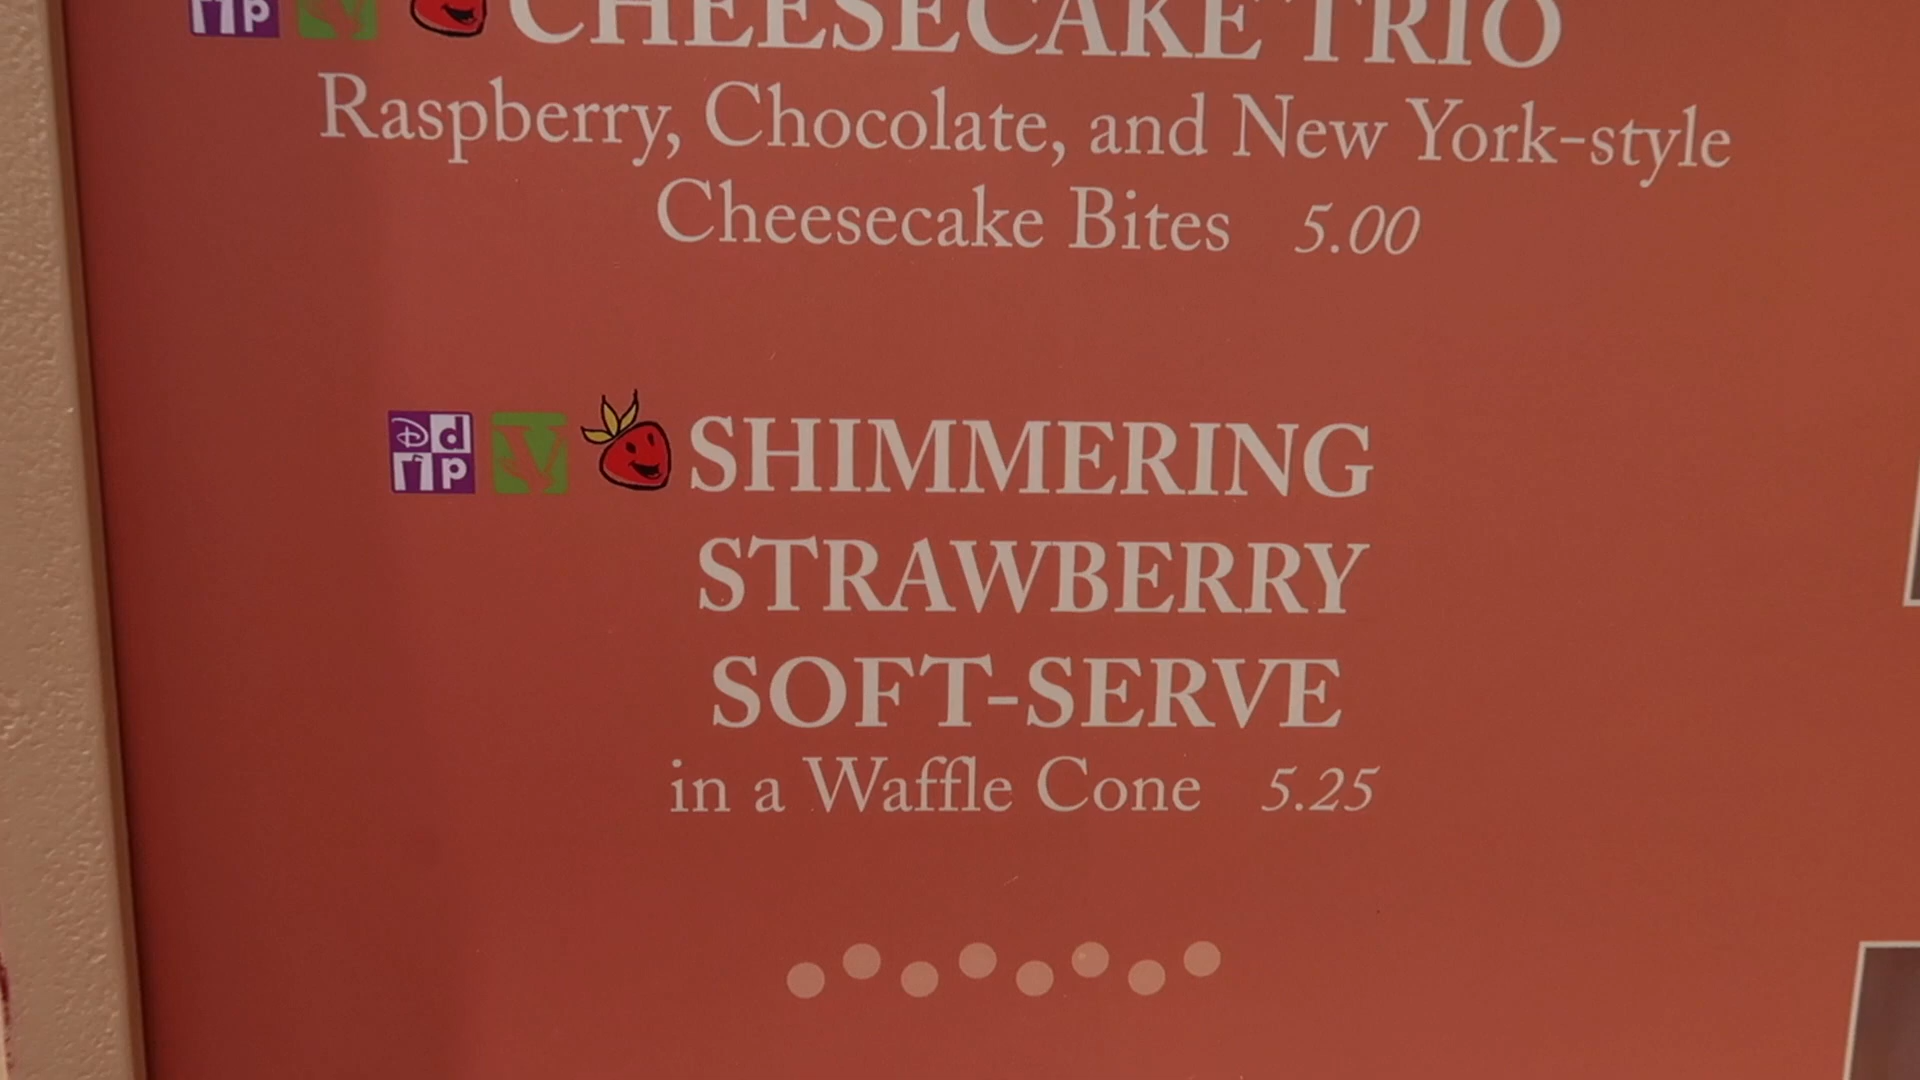 CHEESECAKE TRIO
Raspberry, Chocolate, and New York-style
Cheesecake Bites 5.00
D d
p
SHIMMERING
STRAWBERRY
SOFT-SERVE
in a Waffle Cone 5.25